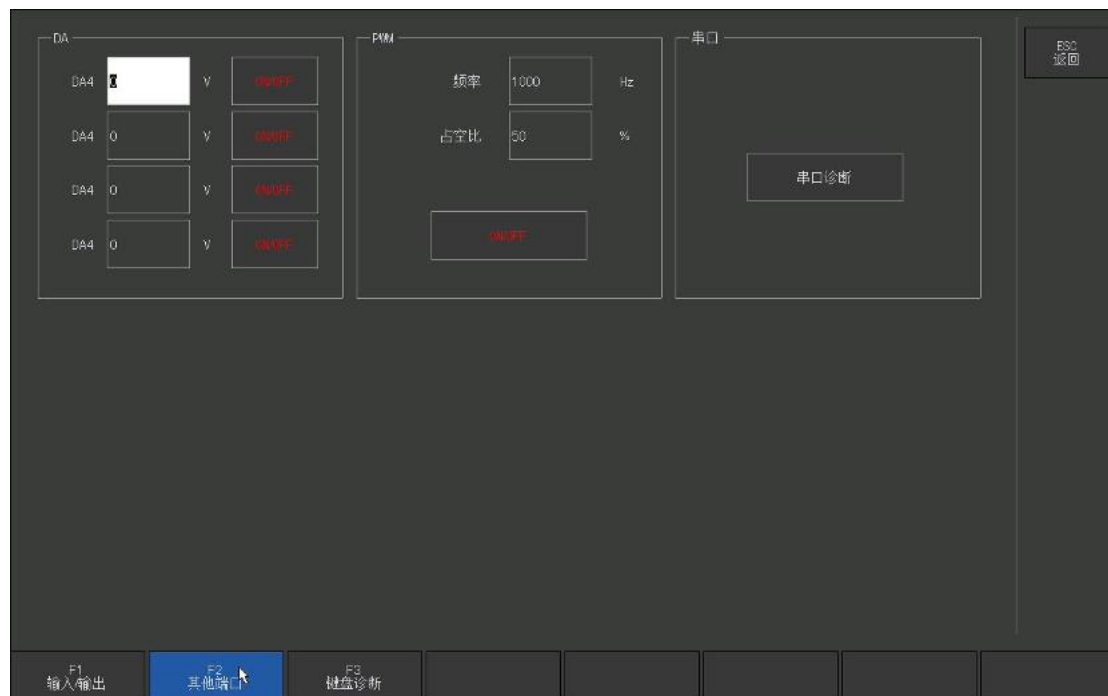 DA
DA4 0 V ON/OFF
DA4 0 V ON/OFF
DA4 0 V ON/OFF
DA4 0 V ON/OFF
PWM
频率 1000 Hz
占空比 50 %
ON/OFF
串口
串口诊断
ESC
返回
F1
输入/输出
F2
其他端口
F3
键盘诊断